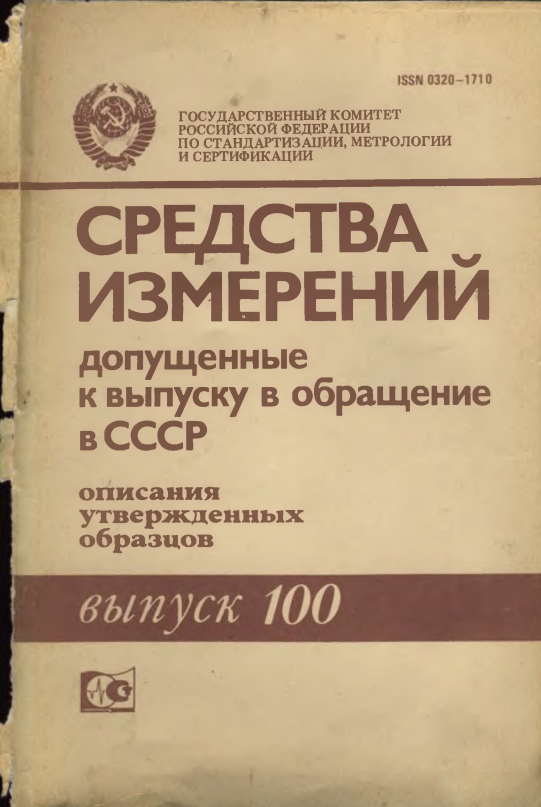 ISSN 0320-1710
ГОСУДАРСТВЕННЫЙ КОМИТЕТ
РОССИЙСКОЙ ФЕДЕРАЦИИ
ПО СТАНДАРТИЗАЦИИ, МЕТРОЛОГИИ
И СЕРТИФИКАЦИИ
СРЕДСТВА
ИЗМЕРЕНИЙ
допущенные
к выпуску в обращение
в СССР
описания
утвержденных
образцов
выпуск 100